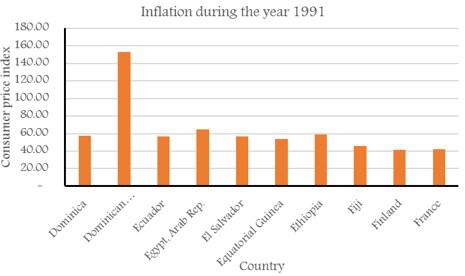 Inflation during the year 1991
Consumer price index
180.00
160.00
140.00
120.00
100.00
80.00
60.00
40.00
20.00
-
Dominica
Dominican...
Ecuador
Egypt, Arab Rep.
El Salvador
Equatorial Guinea
Ethiopia
Fiji
Finland
France
Country